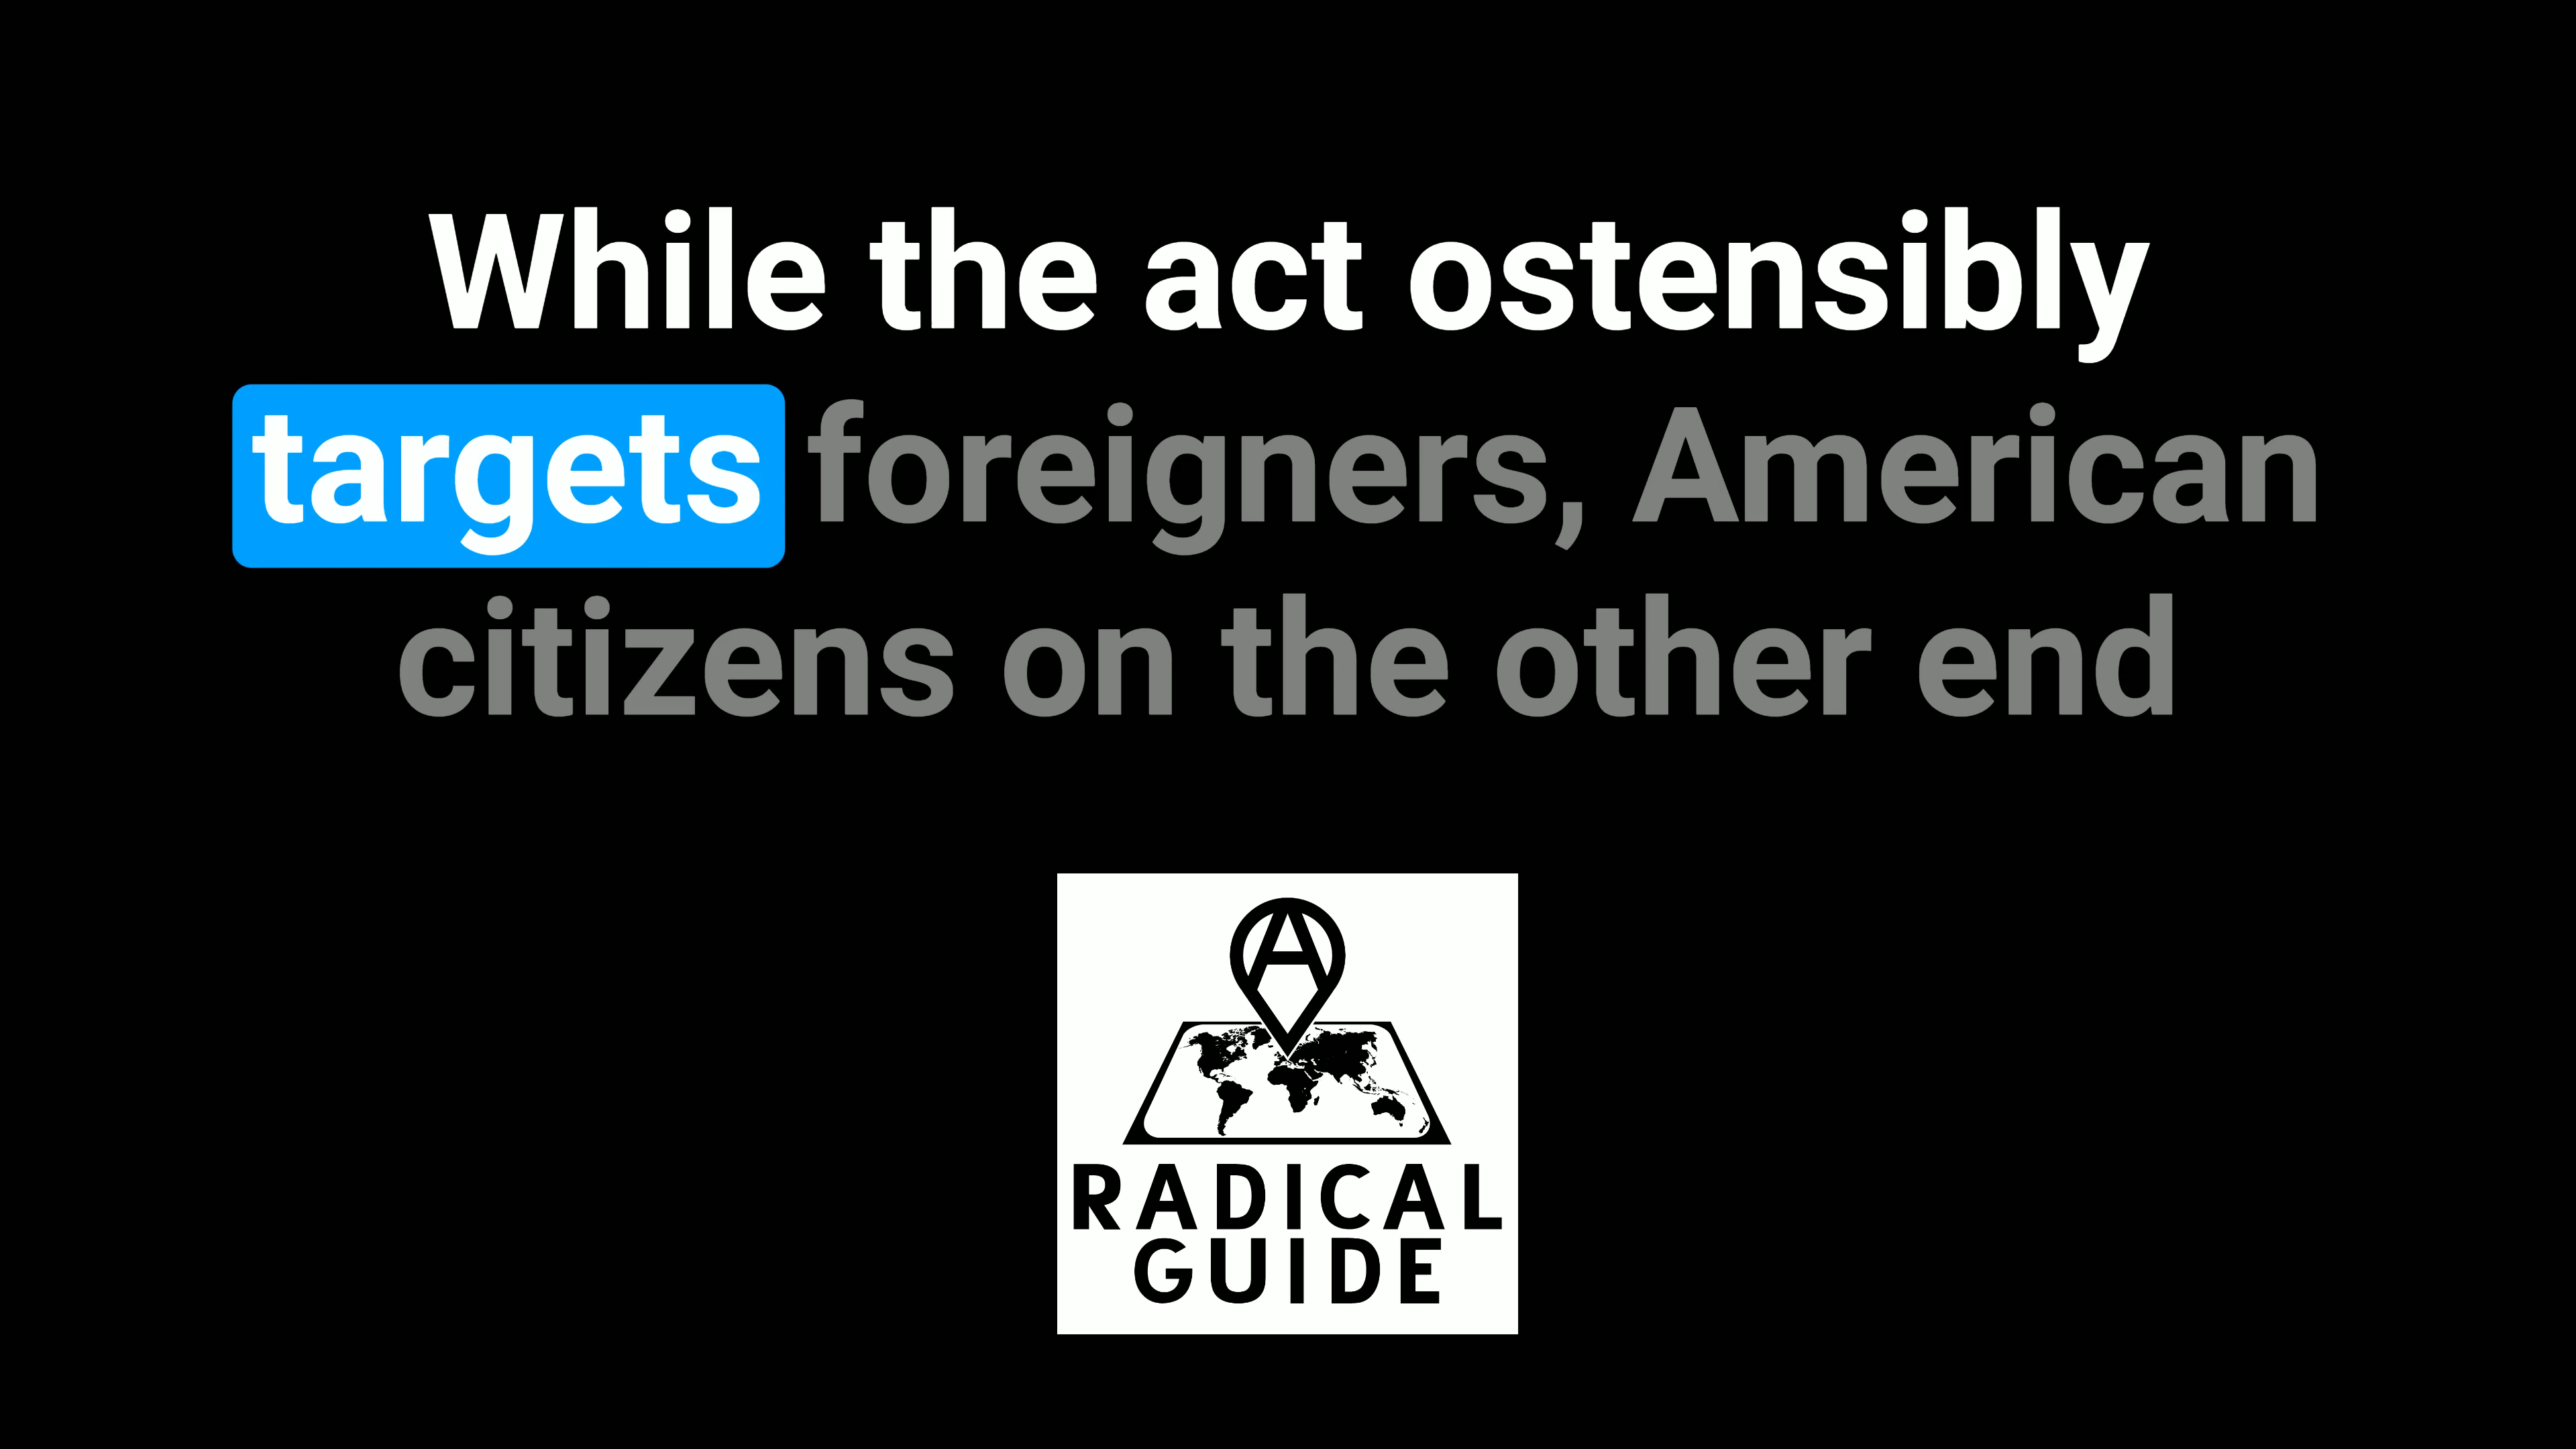 While the act ostensibly
targets foreigners, American
citizens on the other end
A
RADICAL
GUIDE